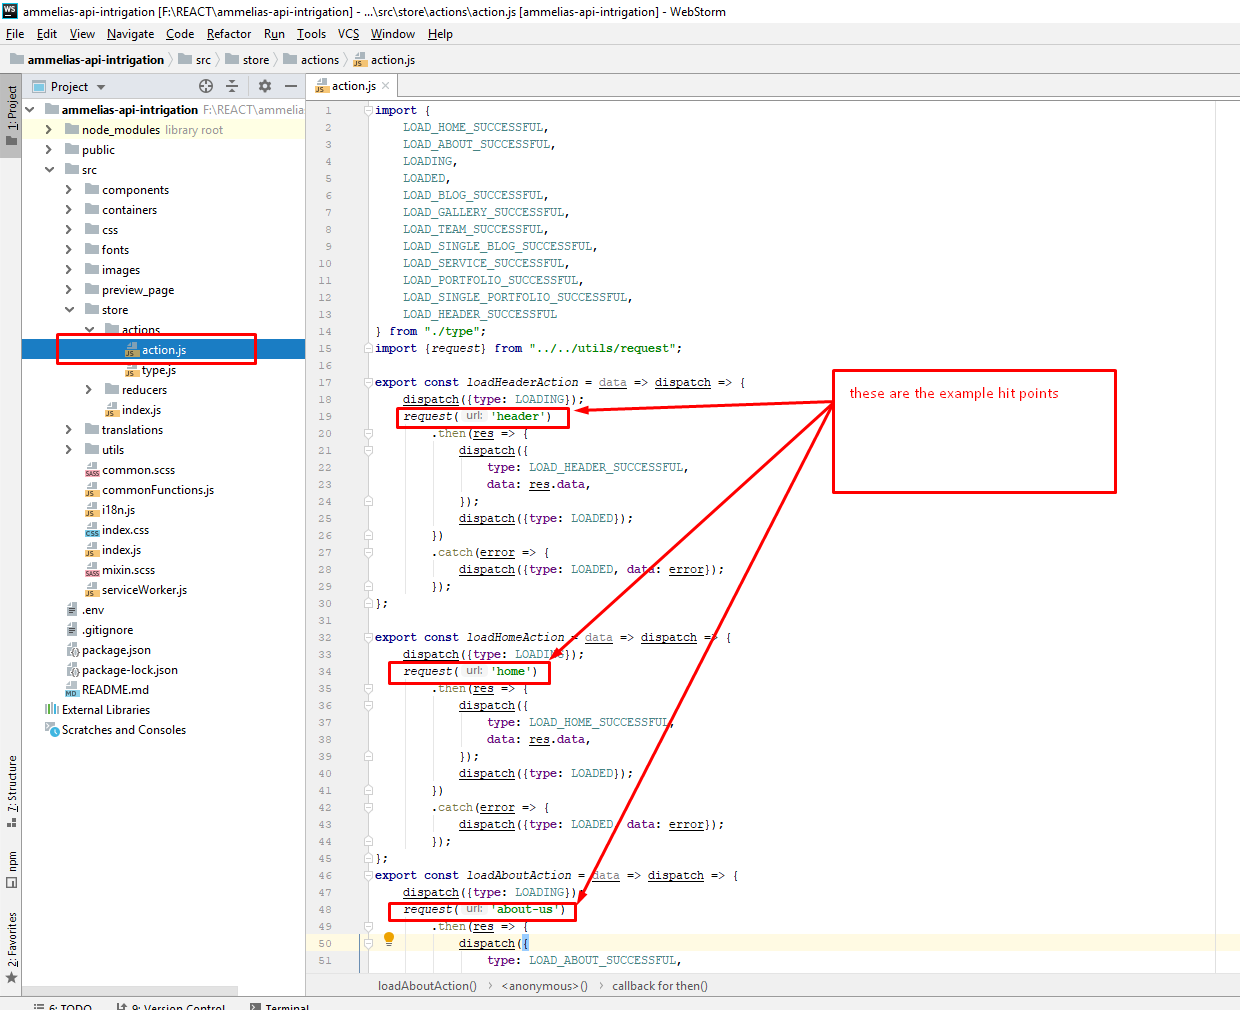 ammelias-api-intrigation [F:\REACT\ammelias-api-intrigation] - ...\src\store\actions\action.js [ammelias-api-intrigation] - WebStorm
File Edit View Navigate Code Refactor Run Tools VCS Window Help
ammelias-api-intrigation src store actions action.js
Project
action.js
1: Project
ammelias-api-intrigation F:\REACT\ammelia
node_modules library root
public
src
components
containers
css
fonts
images
preview_page
store
actions
action.js
type.js
reducers
index.js
translations
utils
common.scss
commonFunctions.js
i18n.js
index.css
index.js
mixin.scss
serviceWorker.js
.env
.gitignore
package.json
package-lock.json
README.md
External Libraries
Scratches and Consoles
7: Structure
npm
2: Favorites
1 import {
2 LOAD_HOME_SUCCESSFUL,
3 LOAD_ABOUT_SUCCESSFUL,
4 LOADING,
5 LOADED,
6 LOAD_BLOG_SUCCESSFUL,
7 LOAD_GALLERY_SUCCESSFUL,
8 LOAD_TEAM_SUCCESSFUL,
9 LOAD_SINGLE_BLOG_SUCCESSFUL,
10 LOAD_SERVICE_SUCCESSFUL,
11 LOAD_PORTFOLIO_SUCCESSFUL,
12 LOAD_SINGLE_PORTFOLIO_SUCCESSFUL,
13 LOAD_HEADER_SUCCESSFUL
14 } from "./type";
15 import {request} from "../../utils/request";
16
17 export const loadHeaderAction = data => dispatch => {
18 dispatch({type: LOADING});
19 request( url: 'header')
20 .then(res => {
21 dispatch({
22 type: LOAD_HEADER_SUCCESSFUL,
23 data: res.data,
24 });
25 dispatch({type: LOADED});
26 })
27 .catch(error => {
28 dispatch({type: LOADED, data: error});
29 });
30 };
31
32 export const loadHomeAction = data => dispatch => {
33 dispatch({type: LOADING});
34 request( url: 'home')
35 .then(res => {
36 dispatch({
37 type: LOAD_HOME_SUCCESSFUL,
38 data: res.data,
39 });
40 dispatch({type: LOADED});
41 })
42 .catch(error => {
43 dispatch({type: LOADED, data: error});
44 });
45 };
46 export const loadAboutAction = data => dispatch => {
47 dispatch({type: LOADING})
48 request( url: 'about-us')
49 .then(res => {
50 dispatch({
51 type: LOAD_ABOUT_SUCCESSFUL,
these are the example hit points
loadAboutAction() <anonymous>() callback for then()
6: TODO 9: Version Control Terminal